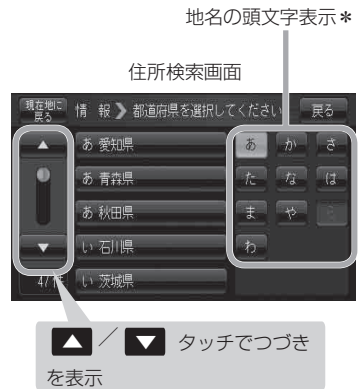 地名の頭文字表示＊
住所検索画面
現在地に戻る 情 報 》 都道府県を選択してください 戻る
▲ あ 愛知県 あ か さ
あ 青森県 た な は
あ 秋田県 ま や
▼ い 石川県 わ
47件 い 茨城県
▲／▼ タッチでつづき
を表示